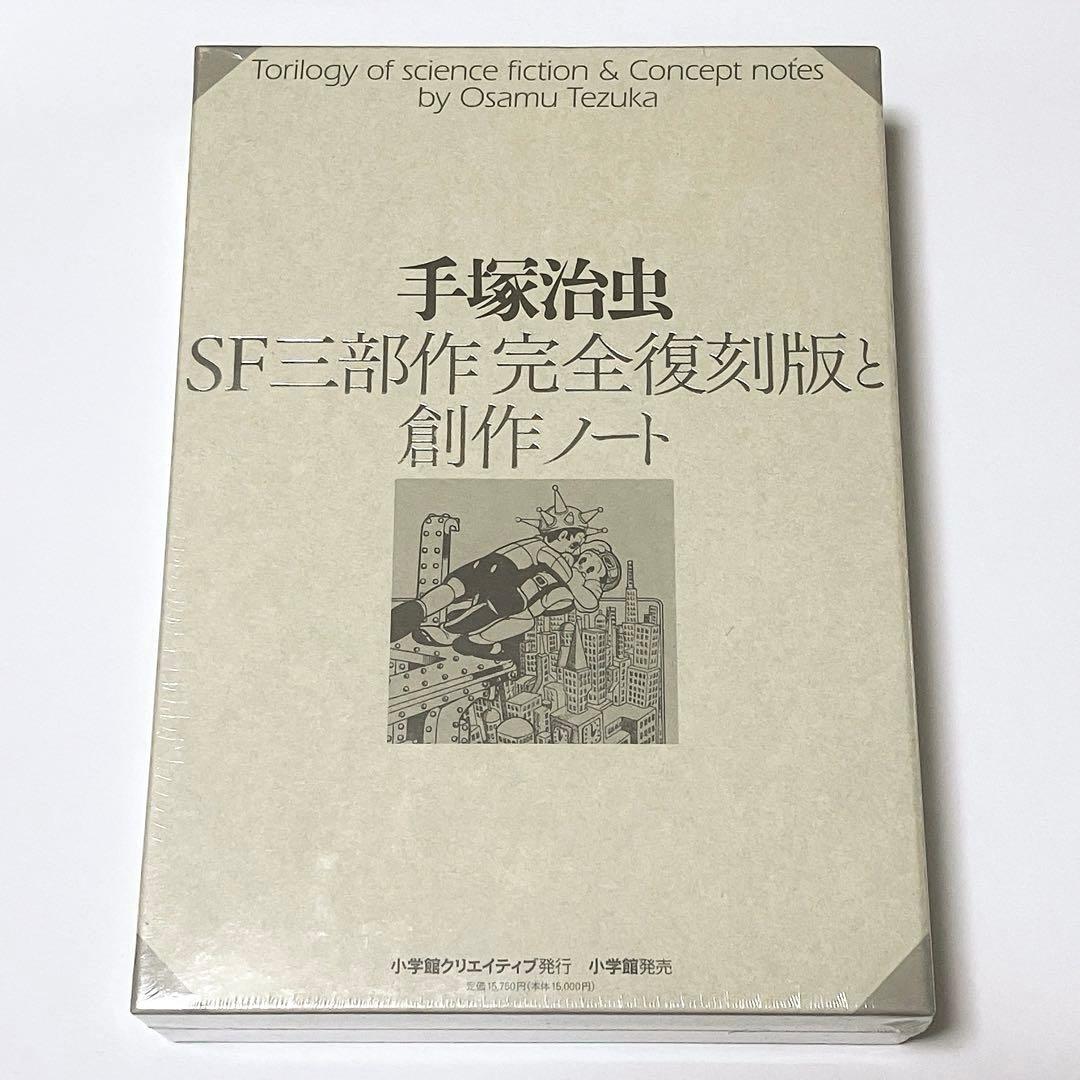 Torilogy of science fiction & Concept notes
by Osamu Tezuka
手塚治虫
SF三部作 完全復刻版と
創作ノート
小学館クリエイティブ発行　小学館発売
定価15,750円(本体15,000円)